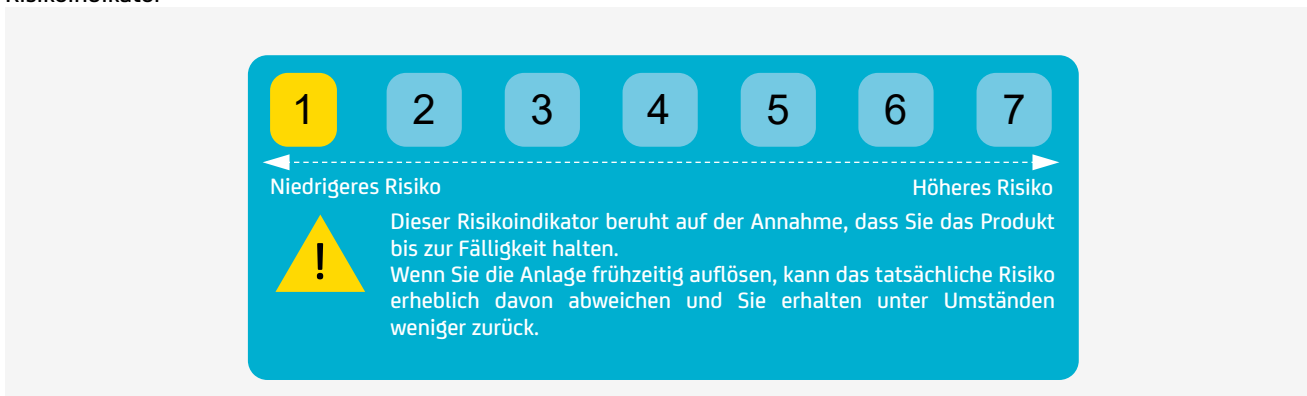 Risikoindikator
1 2 3 4 5 6 7
Niedrigeres Risiko Höheres Risiko
!
Dieser Risikoindikator beruht auf der Annahme, dass Sie das Produkt
bis zur Fälligkeit halten.
Wenn Sie die Anlage frühzeitig auflösen, kann das tatsächliche Risiko
erheblich davon abweichen und Sie erhalten unter Umständen
weniger zurück.